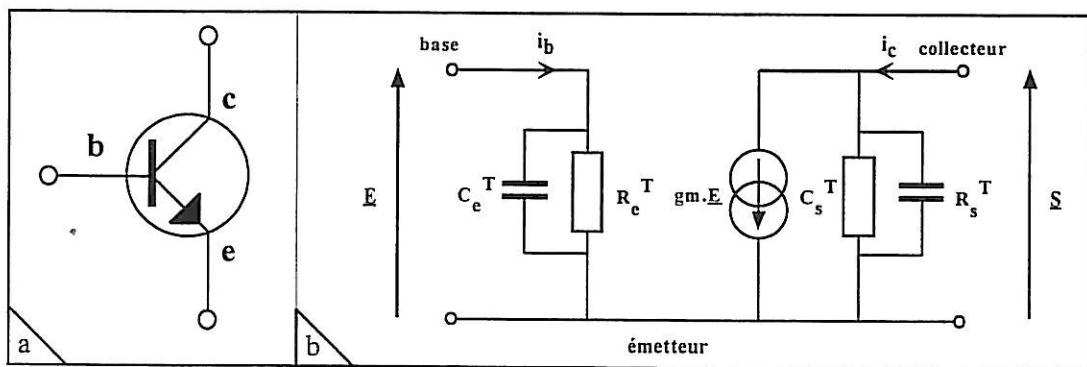 c
b
e
a
base
i_b
i_c
collecteur
E
C_e^T
R_e^T
gm.E
C_s^T
R_s^T
S
émetteur
b